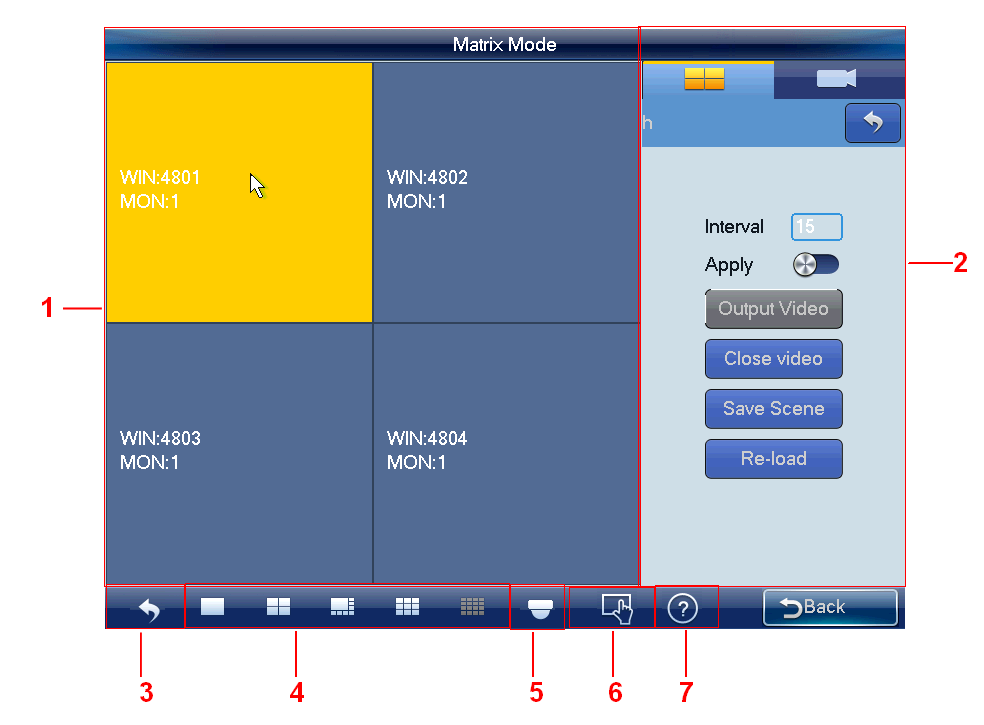 Matrix Mode
h
WIN:4801
MON:1
WIN:4802
MON:1
Interval 15
Apply
Output Video
Close video
Save Scene
Re-load
WIN:4803
MON:1
WIN:4804
MON:1
?
Back
1
2
3
4
5
6
7